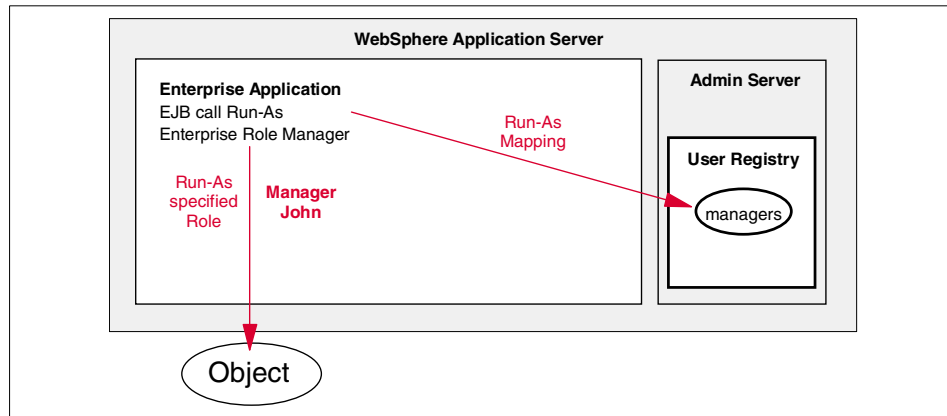 WebSphere Application Server
Enterprise Application
EJB call Run-As
Enterprise Role Manager
Run-As
specified
Role
Manager
John
Run-As
Mapping
Admin Server
User Registry
managers
Object